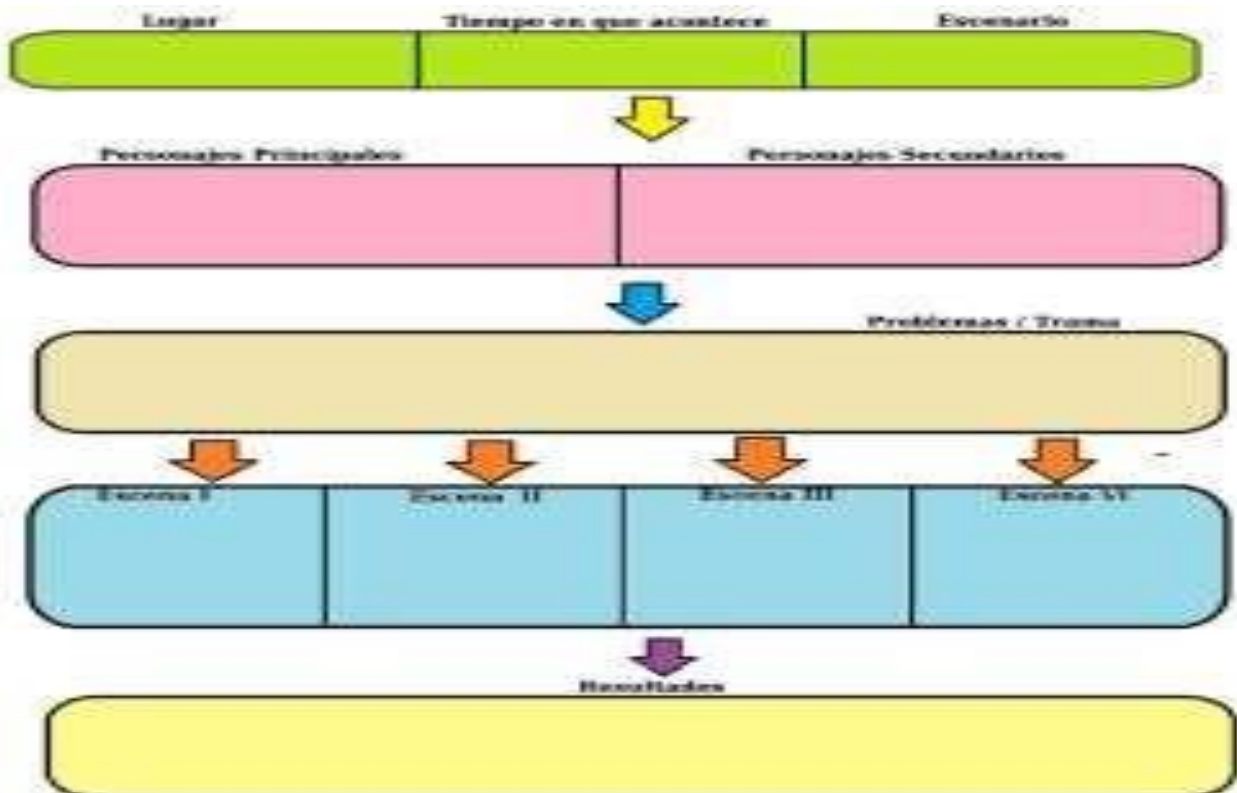 Lugar Tiempo en que acontece Escenario
Personajes Principales Personajes Secundarios
Problemas / Trama
Escena I Escena II Escena III Escena VI
Resultados